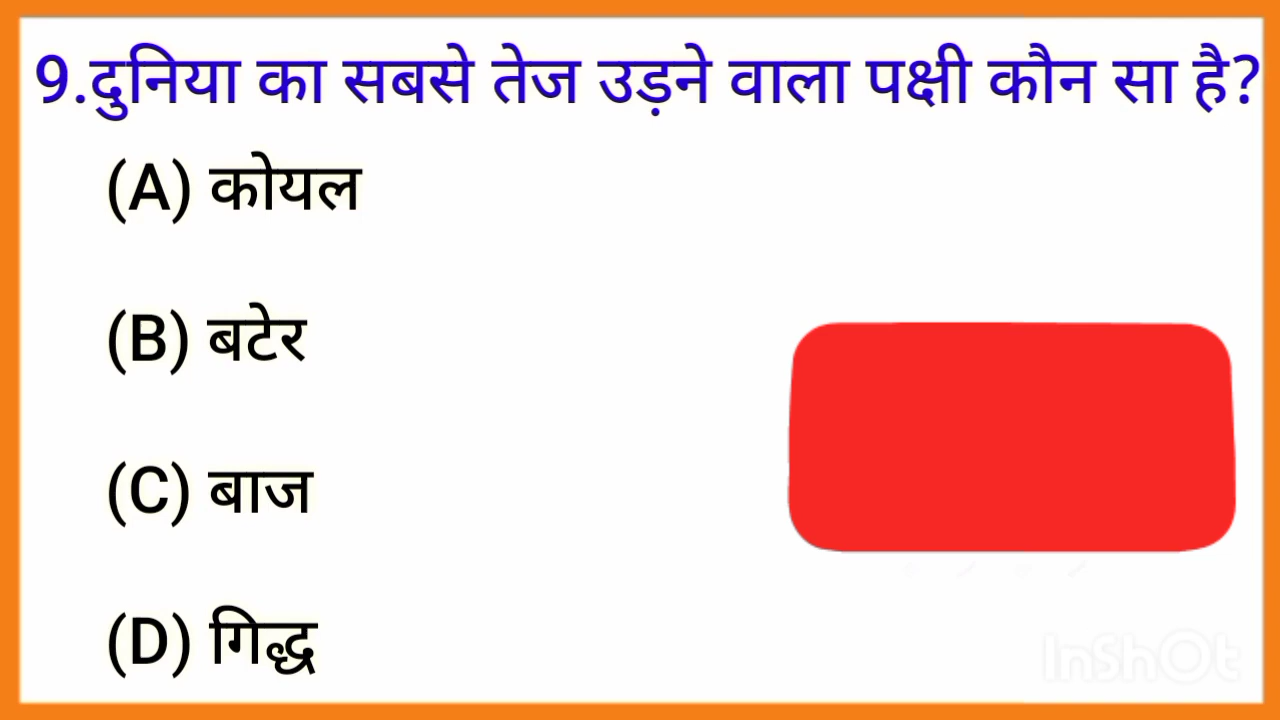 9.दुनिया का सबसे तेज उड़ने वाला पक्षी कौन सा है?
(A) कोयल
(B) बटेर
(C) बाज
(D) गिद्ध
InShOt